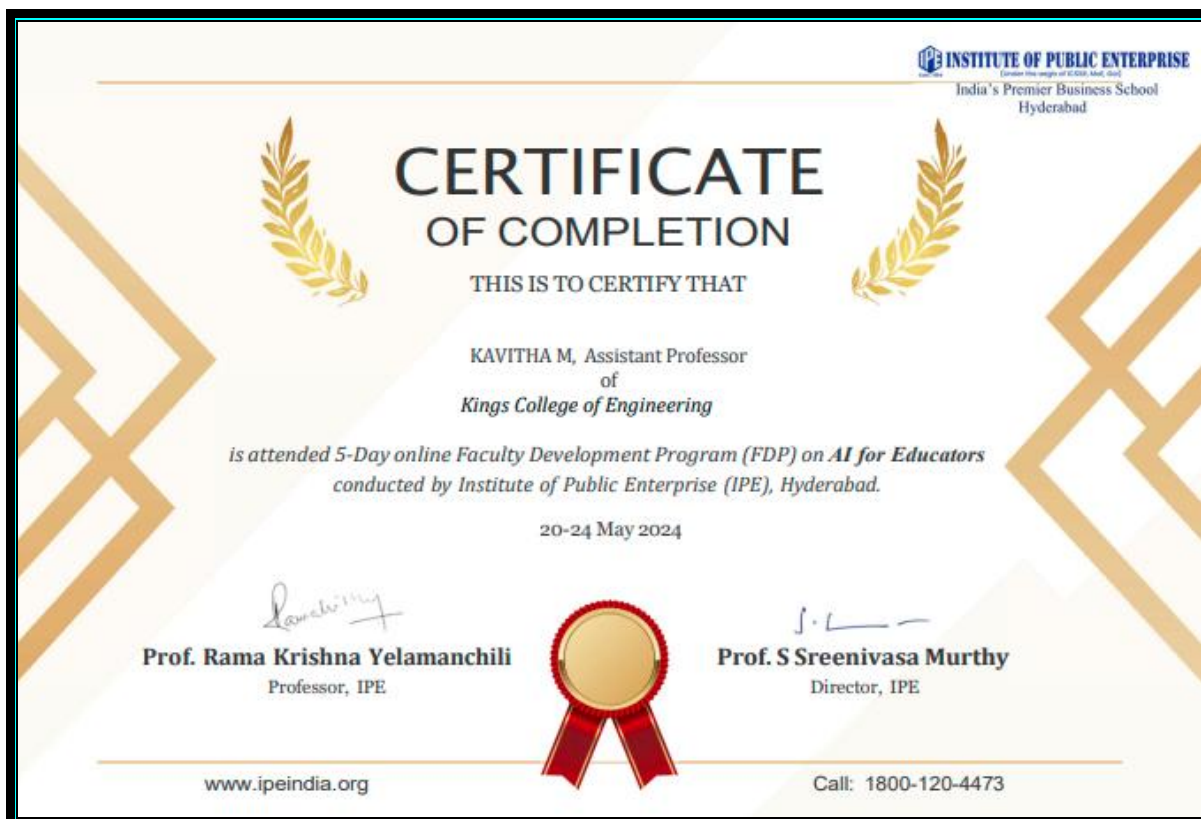 INSTITUTE OF PUBLIC ENTERPRISE
India's Premier Business School
Hyderabad
CERTIFICATE
OF COMPLETION
THIS IS TO CERTIFY THAT
KAVITHA M, Assistant Professor
of
Kings College of Engineering
is attended 5-Day online Faculty Development Program (FDP) on AI for Educators
conducted by Institute of Public Enterprise (IPE), Hyderabad.
20-24 May 2024
Prof. Rama Krishna Yelamanchili
Professor, IPE
Prof. S Sreenivasa Murthy
Director, IPE
www.ipeindia.org
Call: 1800-120-4473